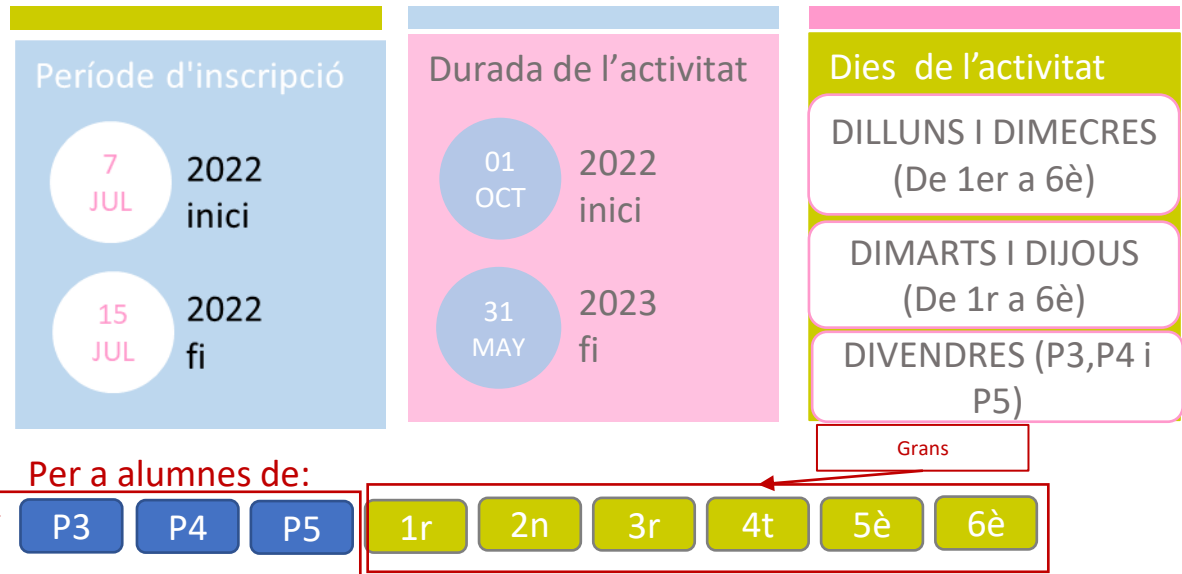 Període d'inscripció
7
JUL
2022
inici
15
JUL
2022
fi
Durada de l’activitat
01
OCT
2022
inici
31
MAY
2023
fi
Dies  de l’activitat
DILLUNS I DIMECRES
(De 1er a 6è)
DIMARTS I DIJOUS
(De 1r a 6è)
DIVENDRES (P3,P4 i
P5)
Grans
Per a alumnes de:
P3 P4 P5 1r 2n 3r 4t 5è 6è